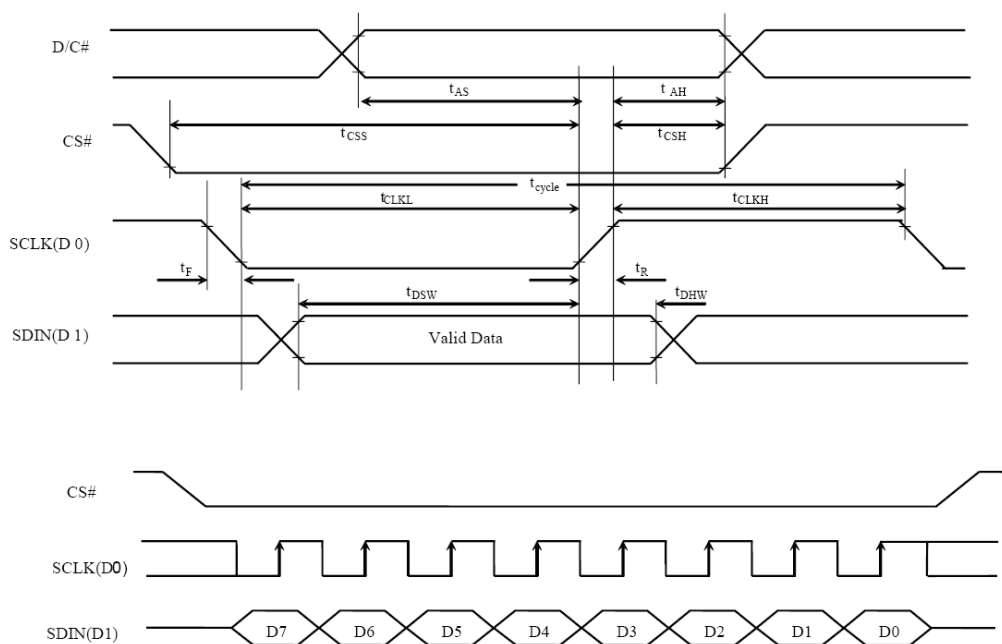 D/C#
tAS
t AH
CS#
tCSS
tCSH
tcycle
tCLKL
tCLKH
SCLK(D 0)
tF
tR
tDSW
tDHW
SDIN(D 1)
Valid Data
CS#
SCLK(D0)
SDIN(D1)
D7 D6 D5 D4 D3 D2 D1 D0